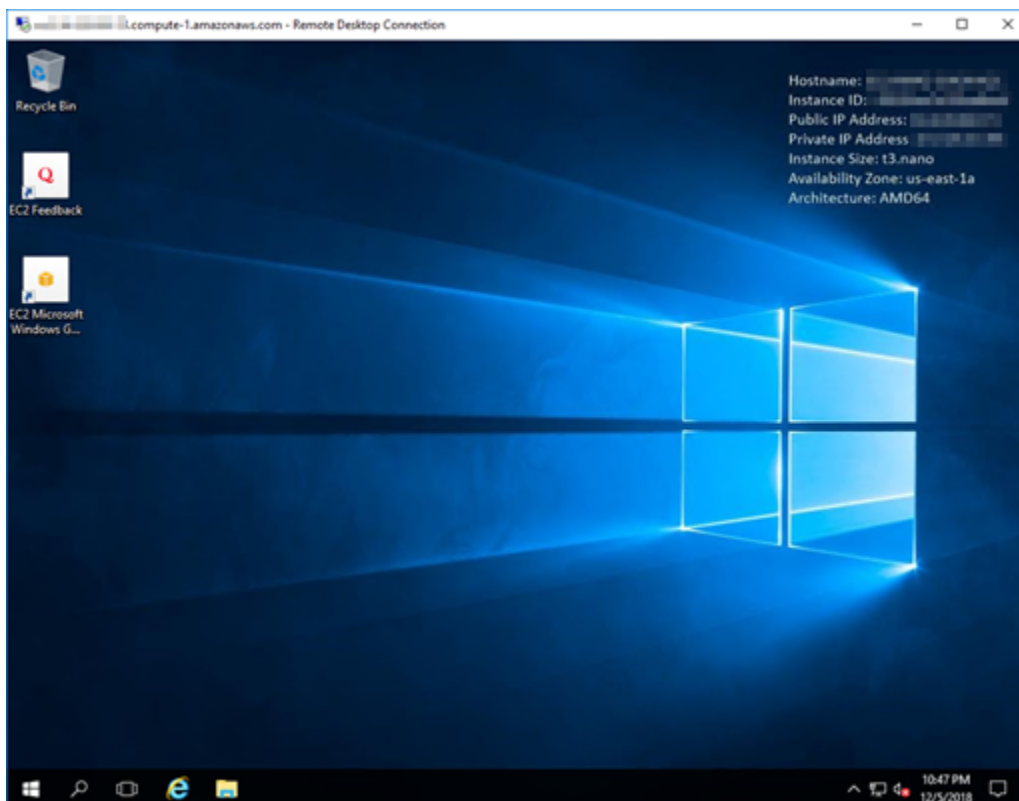 .compute-1.amazonaws.com - Remote Desktop Connection
Recycle Bin
EC2 Feedback
EC2 Microsoft
Windows G...
Hostname:
Instance ID:
Public IP Address:
Private IP Address
Instance Size: t3.nano
Availability Zone: us-east-1a
Architecture: AMD64
10:47 PM
12/5/2018